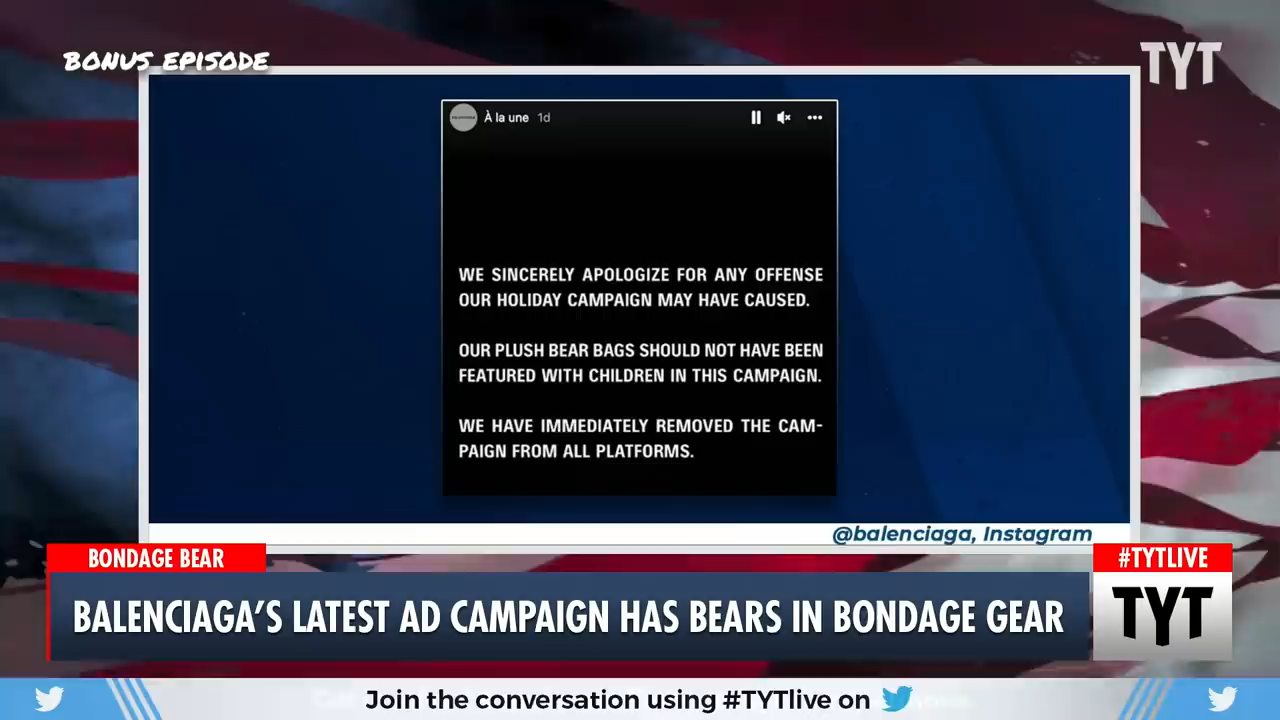 BONUS EPISODE
TYT
À la une 1d
WE SINCERELY APOLOGIZE FOR ANY OFFENSE
OUR HOLIDAY CAMPAIGN MAY HAVE CAUSED.
OUR PLUSH BEAR BAGS SHOULD NOT HAVE BEEN
FEATURED WITH CHILDREN IN THIS CAMPAIGN.
WE HAVE IMMEDIATELY REMOVED THE CAM-
PAIGN FROM ALL PLATFORMS.
@balenciaga, Instagram
BONDAGE BEAR
#TYTLIVE
BALENCIAGA'S LATEST AD CAMPAIGN HAS BEARS IN BONDAGE GEAR
TYT
Join the conversation using #TYTlive on